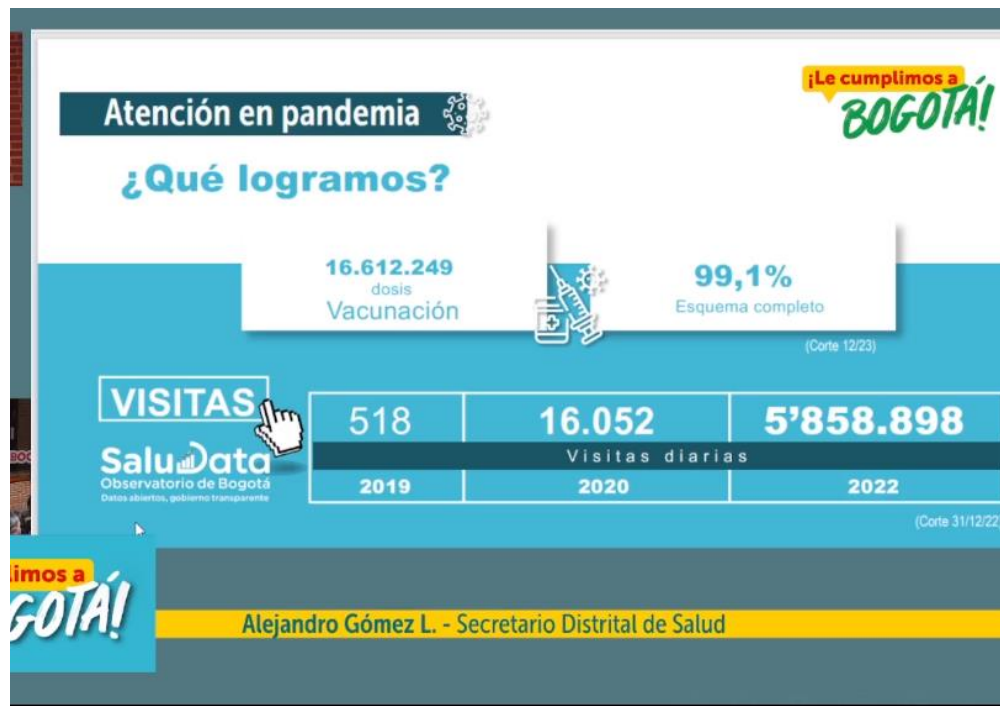 ¡Le cumplimos a
BOGOTÁ!
Atención en pandemia
¿Qué logramos?
16.612.249
dosis
Vacunación
99,1%
Esquema completo
(Corte 12/23)
VISITAS
SaluData
Observatorio de Bogotá
Datos abiertos, gobierno transparente
518 16.052 5'858.898
Visitas diarias
2019 2020 2022
(Corte 31/12/22)
limos a
GOTÁ!
Alejandro Gómez L. - Secretario Distrital de Salud